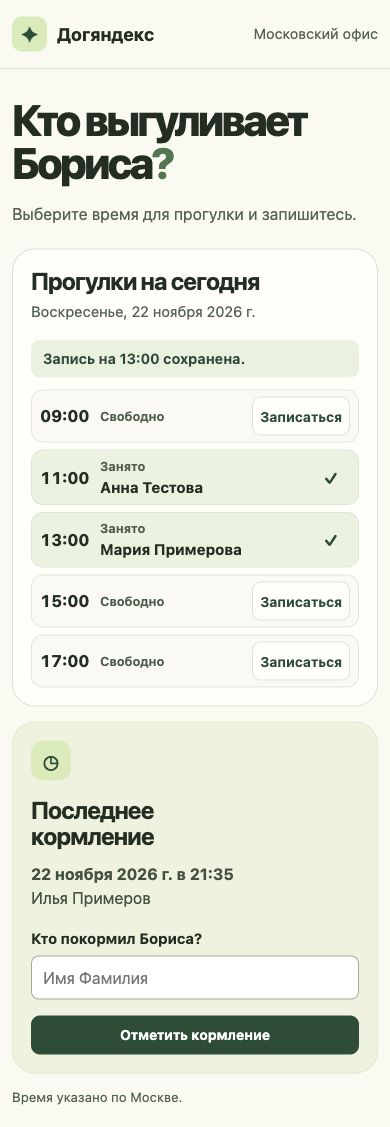 Догяндекс
Московский офис
Кто выгуливает
Бориса?
Выберите время для прогулки и запишитесь.
Прогулки на сегодня
Воскресенье, 22 ноября 2026 г.
Запись на 13:00 сохранена.
09:00 Свободно Записаться
11:00 Занято
Анна Тестова
13:00 Занято
Мария Примерова
15:00 Свободно Записаться
17:00 Свободно Записаться
Последнее
кормление
22 ноября 2026 г. в 21:35
Илья Примеров
Кто покормил Бориса?
Имя Фамилия
Отметить кормление
Время указано по Москве.